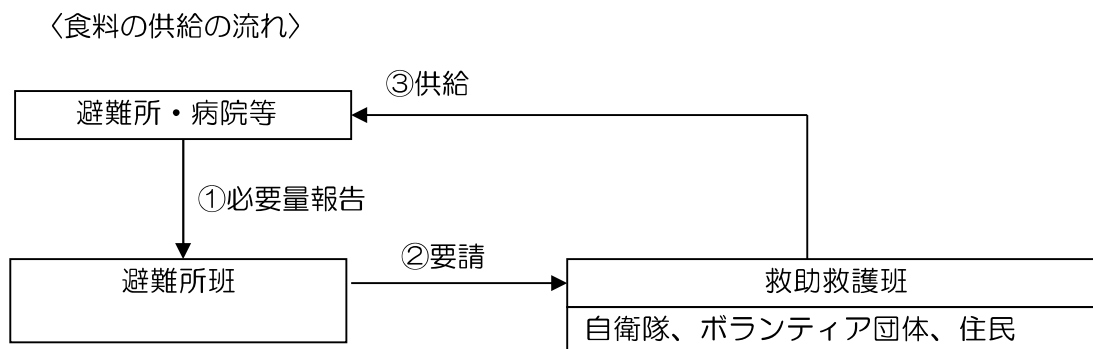 〈食料の供給の流れ〉
③供給
避難所・病院等
①必要量報告
②要請
避難所班
救助救護班
自衛隊、ボランティア団体、住民